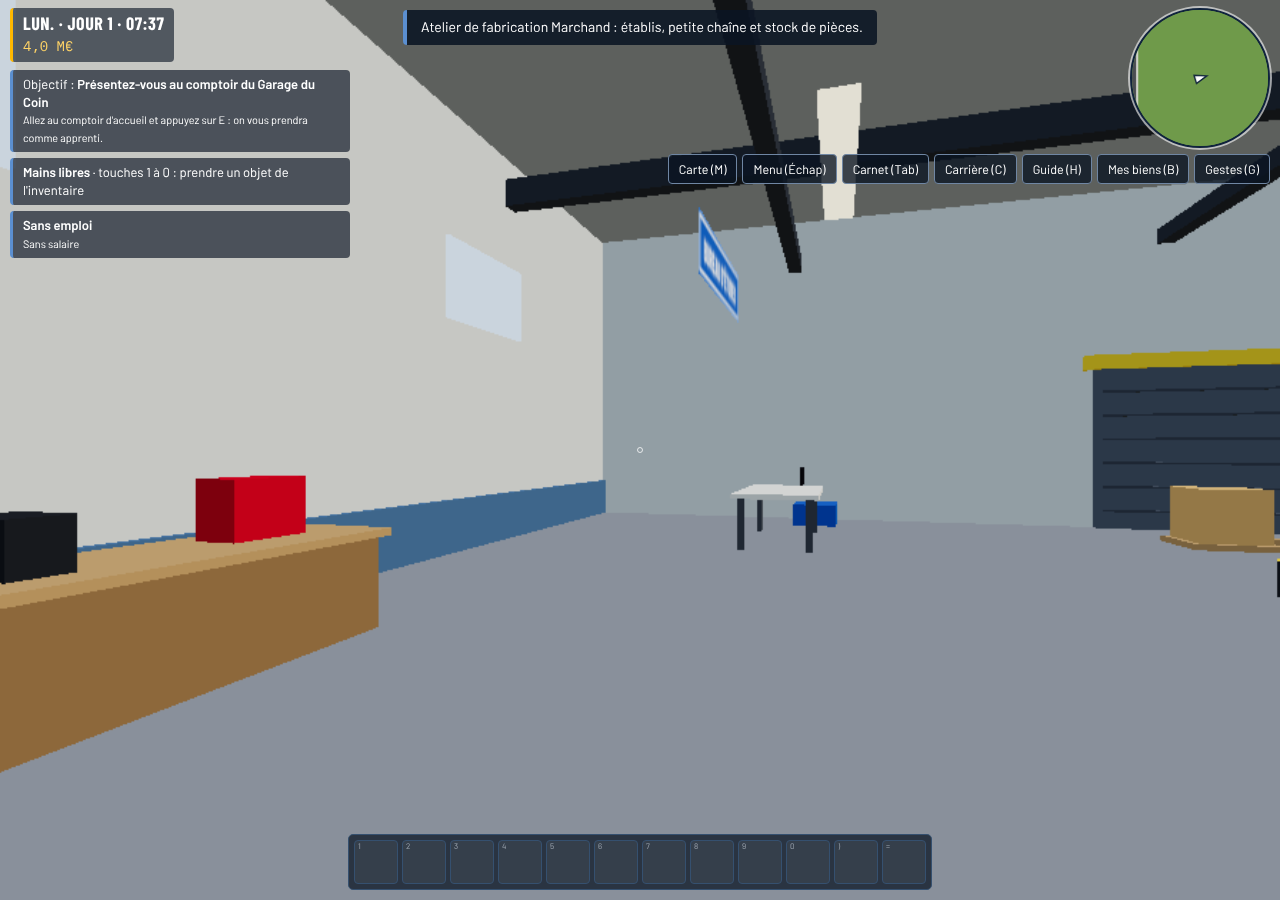 LUN. · JOUR 1 · 07:37
4,0 M€
Objectif : Présentez-vous au comptoir du Garage du
Coin
Allez au comptoir d'accueil et appuyez sur E : on vous prendra
comme apprenti.
Mains libres · touches 1 à 0 : prendre un objet de
l'inventaire
Sans emploi
Sans salaire
Atelier de fabrication Marchand : établis, petite chaîne et stock de pièces.
Carte (M)
Menu (Échap)
Carnet (Tab)
Carrière (C)
Guide (H)
Mes biens (B)
Gestes (G)
1
2
3
4
5
6
7
8
9
0
)
=